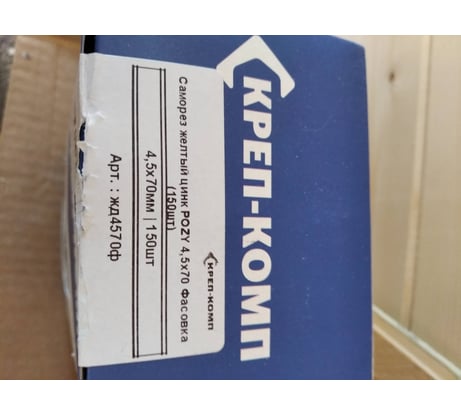 КРЕП-КОМП
КРЕП-КОМП
Саморез желтый цинк POZY 4,5х70 Фасовка
(150шт)
4,5х70мм | 150шт
Арт. : жд4570ф